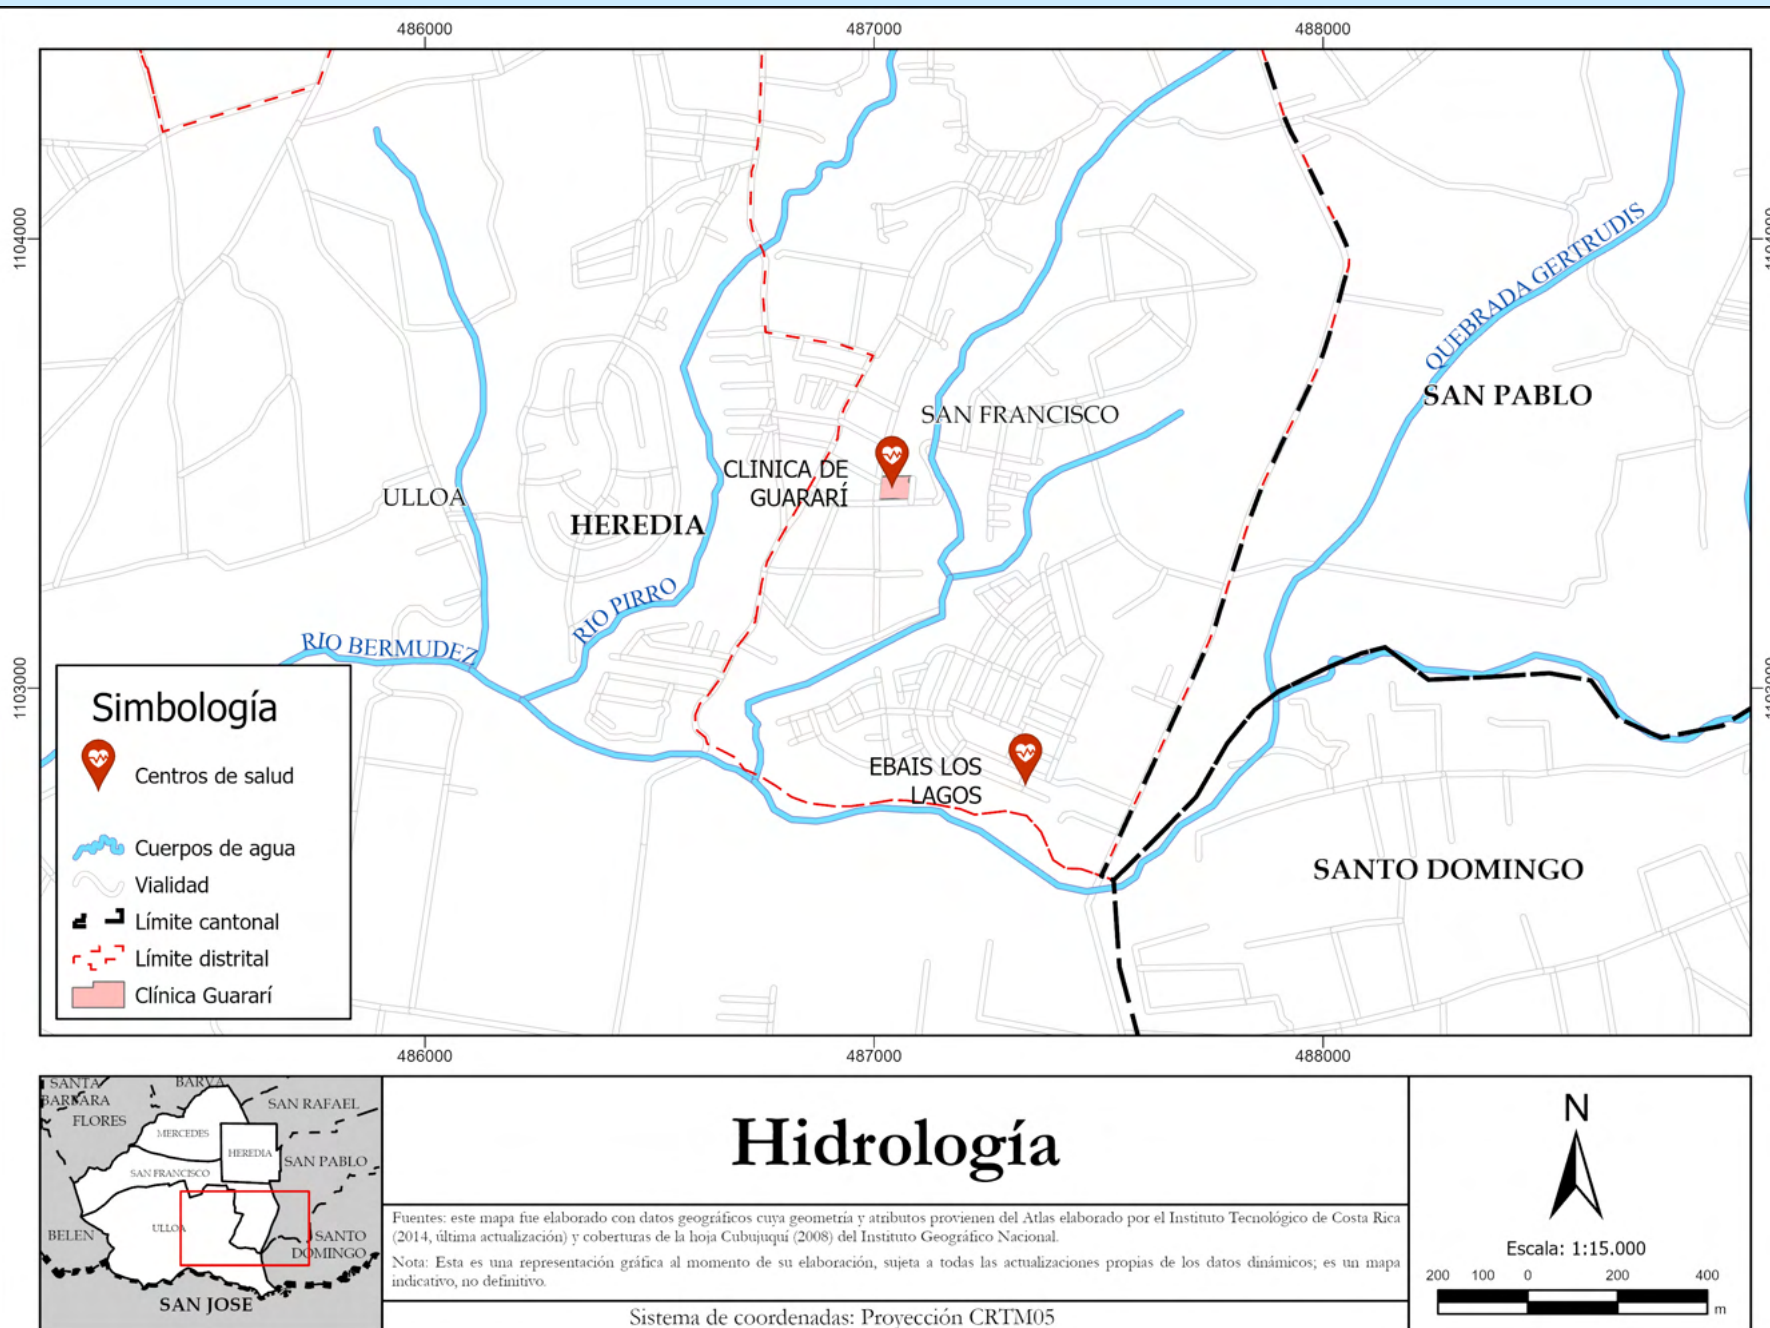 486000
487000
488000
1104000
1104000
QUEBRADA GERTRUDIS
SAN PABLO
SAN FRANCISCO
CLINICA DE
GUARARÍ
ULLOA
HEREDIA
RIO PIRRO
RIO BERMUDEZ
1103000
1103000
EBAIS LOS
LAGOS
SANTO DOMINGO
Simbología
Centros de salud
Cuerpos de agua
Vialidad
Límite cantonal
Límite distrital
Clínica Guararí
486000
487000
488000
SANTA
BARBARA
BARVA
FLORES
SAN RAFAEL
MERCEDES
HEREDIA
SAN PABLO
SAN FRANCISCO
ULLOA
BELEN
SANTO
DOMINGO
SAN JOSE
Hidrología
Fuentes: este mapa fue elaborado con datos geográficos cuya geometría y atributos provienen del Atlas elaborado por el Instituto Tecnológico de Costa Rica
(2014, última actualización) y coberturas de la hoja Cubujuquí (2008) del Instituto Geográfico Nacional.
Nota: Esta es una representación gráfica al momento de su elaboración, sujeta a todas las actualizaciones propias de los datos dinámicos; es un mapa
indicativo, no definitivo.
Sistema de coordenadas: Proyección CRTM05
N
Escala: 1:15.000
200 100 0 200 400
m